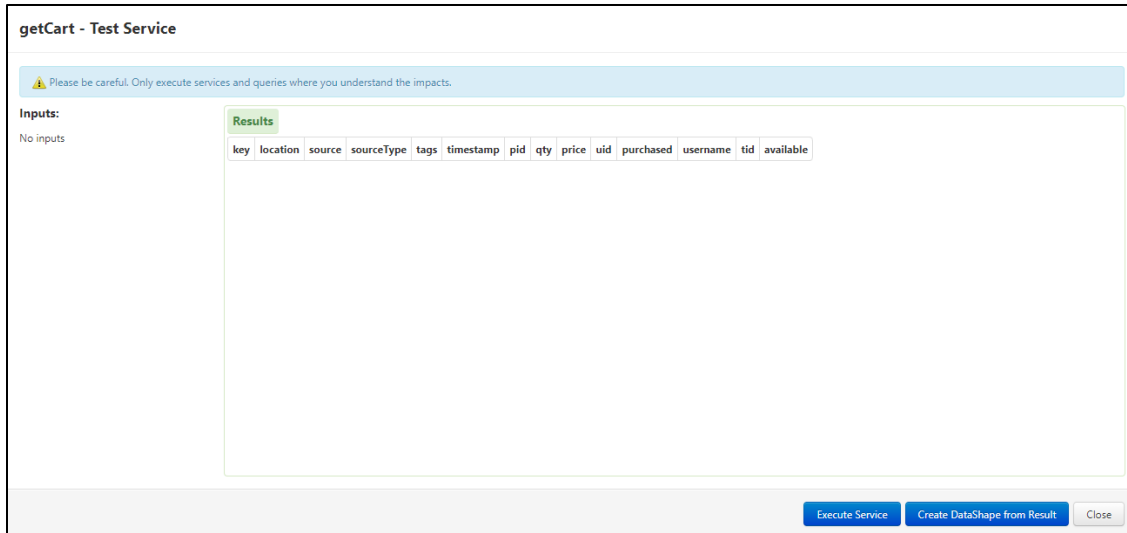 getCart - Test Service
Please be careful. Only execute services and queries where you understand the impacts.
Inputs:
No inputs
Results
key location source sourceType tags timestamp pid qty price uid purchased username tid available
Execute Service Create DataShape from Result Close